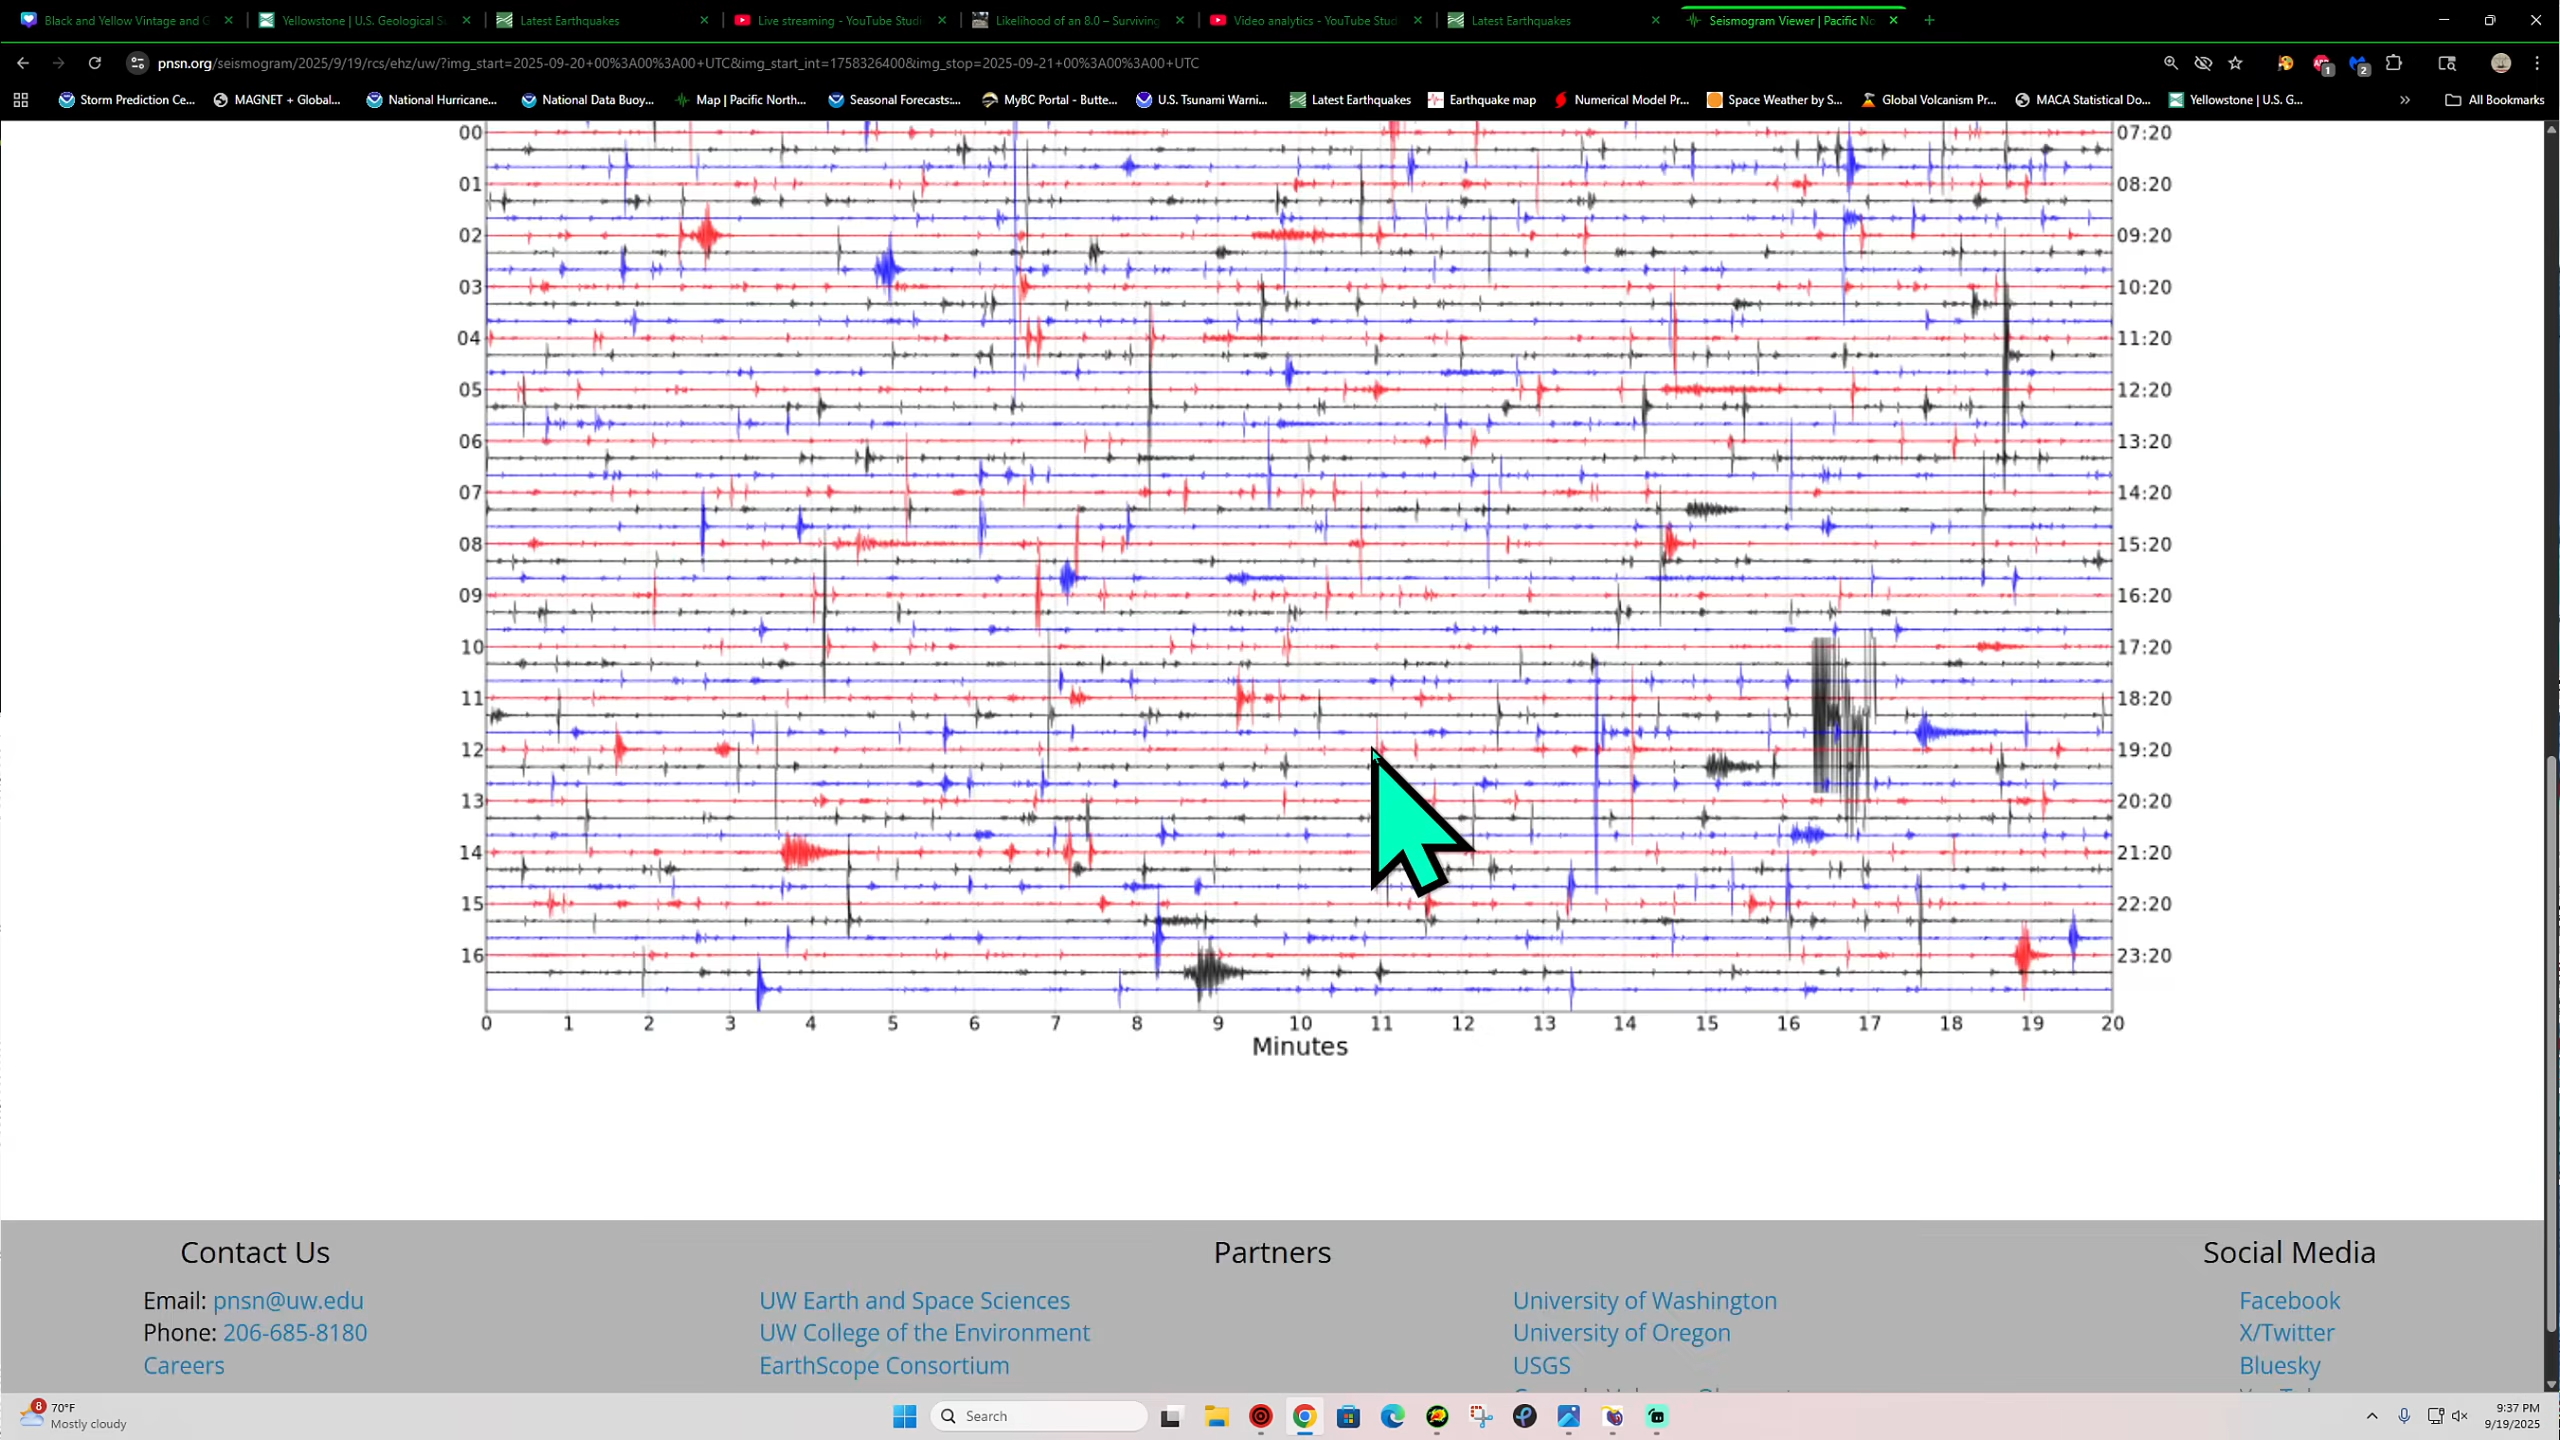 Black and Yellow Vintage and G
Yellowstone | U.S. Geological S
Latest Earthquakes
Live streaming - YouTube Studi
Likelihood of an 8.0 – Surviving
Video analytics - YouTube Stud
Latest Earthquakes
Seismogram Viewer | Pacific No
pnsn.org/seismogram/2025/9/19/rcs/ehz/uw/?img_start=2025-09-20+00%3A00%3A00+UTC&img_start_int=1758326400&img_stop=2025-09-21+00%3A00%3A00+UTC
1
2
Storm Prediction Ce...
MAGNET + Global...
National Hurricane...
National Data Buoy...
Map | Pacific North...
Seasonal Forecasts:...
MyBC Portal - Butte...
U.S. Tsunami Warni...
Latest Earthquakes
Earthquake map
Numerical Model Pr...
Space Weather by S...
Global Volcanism Pr...
MACA Statistical Do...
Yellowstone | U.S. G...
All Bookmarks
00 07:20
01 08:20
02 09:20
03 10:20
04 11:20
05 12:20
06 13:20
07 14:20
08 15:20
09 16:20
10 17:20
11 18:20
12 19:20
13 20:20
14 21:20
15 22:20
16 23:20
0 1 2 3 4 5 6 7 8 9 10 11 12 13 14 15 16 17 18 19 20
Minutes
Contact Us
Email: pnsn@uw.edu
Phone: 206-685-8180
Careers
Partners
UW Earth and Space Sciences
UW College of the Environment
EarthScope Consortium
University of Washington
University of Oregon
USGS
Social Media
Facebook
X/Twitter
Bluesky
8
70°F
Mostly cloudy
Search
9:37 PM
9/19/2025